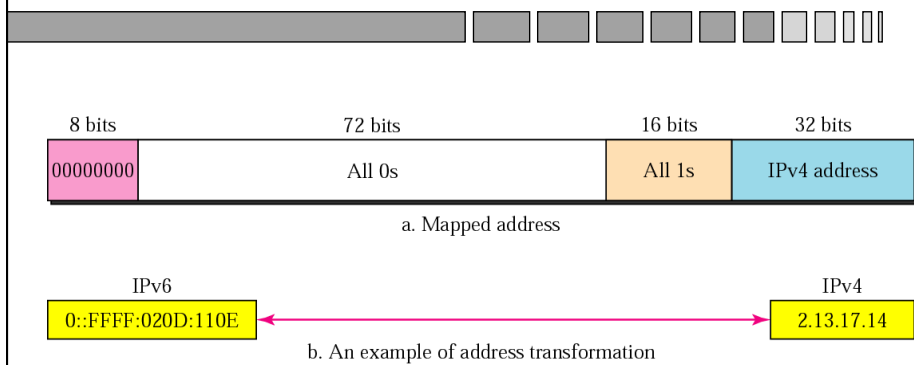 8 bits 72 bits 16 bits 32 bits
00000000 All 0s All 1s IPv4 address
a. Mapped address
IPv6 IPv4
0::FFFF:020D:110E 2.13.17.14
b. An example of address transformation